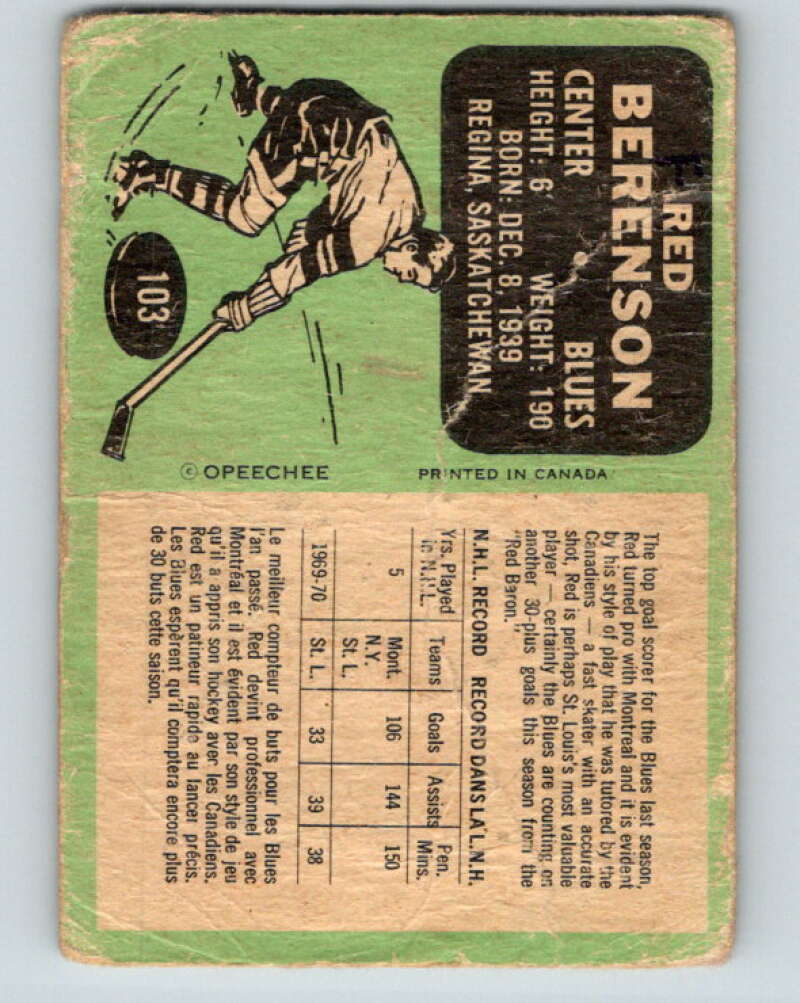 RED
BERENSON
CENTER BLUES
HEIGHT: 6' WEIGHT: 190
BORN: DEC. 8, 1939
REGINA, SASKATCHEWAN
103
© OPEECHEE
PRINTED IN CANADA
The top goal scorer for the Blues last season,
Red turned pro with Montreal and it is evident
by his style of play that he was tutored by the
Canadiens — a fast skater with an accurate
shot, Red is perhaps St. Louis's most valuable
player — certainly the Blues are counting on
another 30-plus goals this season from the
"Red Baron."
N.H.L. RECORD RECORD DANS LA L.N.H.
Yrs. Played Teams Goals Assists Pen.
in N.H.L. Mins.
5 Mont. 106 144 150
N.Y.
St. L.
1969-70 St. L. 33 39 38
Le meilleur compteur de buts pour les Blues
l'an passé. Red devint professionnel avec
Montréal et il est évident par son style de jeu
qu'il a appris son hockey avec les Canadiens.
Red est un patineur rapide au lancer précis.
Les Blues espèrent qu'il comptera encore plus
de 30 buts cette saison.